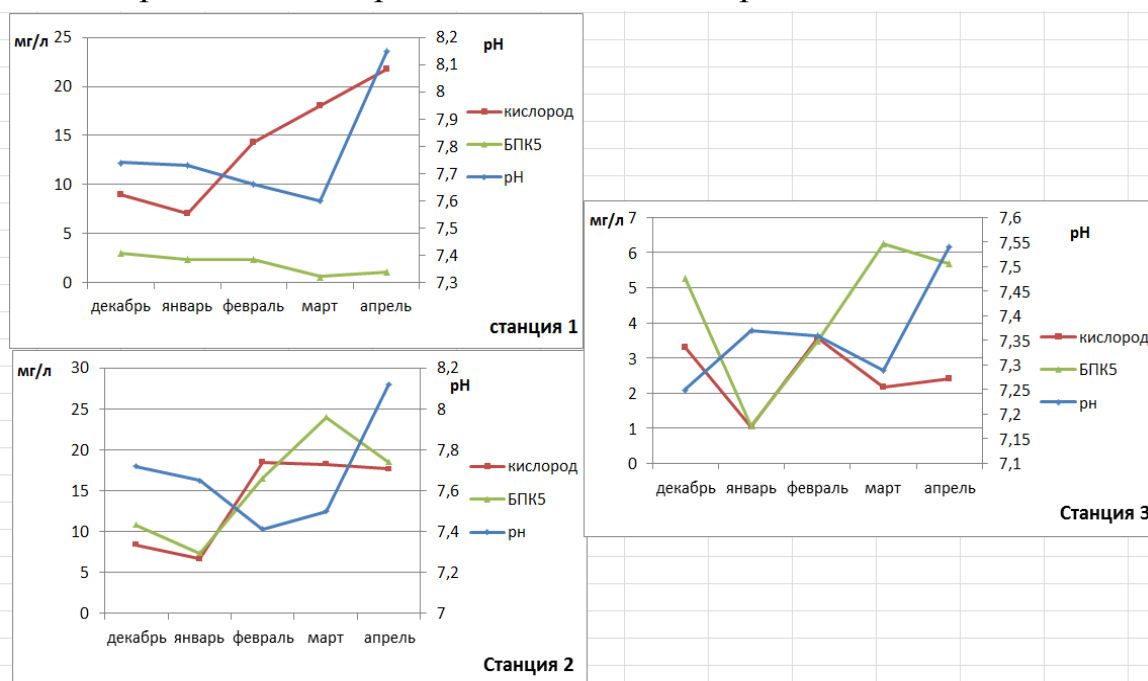 мг/л 25 8,2 pH
20 8,1
15 8
10 7,9
5 7,8
0 7,7
7,6
7,5
7,4
7,3
кислород
БПК5
pH
декабрь январь февраль март апрель
станция 1
мг/л 30 8,2 pH
25 8
20 7,8
15 7,6
10 7,4
5 7,2
0 7
кислород
БПК5
рн
декабрь январь февраль март апрель
Станция 2
мг/л 7 7,6 pH
6 7,55
5 7,5
4 7,45
3 7,4
2 7,35
1 7,3
0 7,25
7,2
7,15
7,1
кислород
БПК5
рн
декабрь январь февраль март апрель
Станция 3